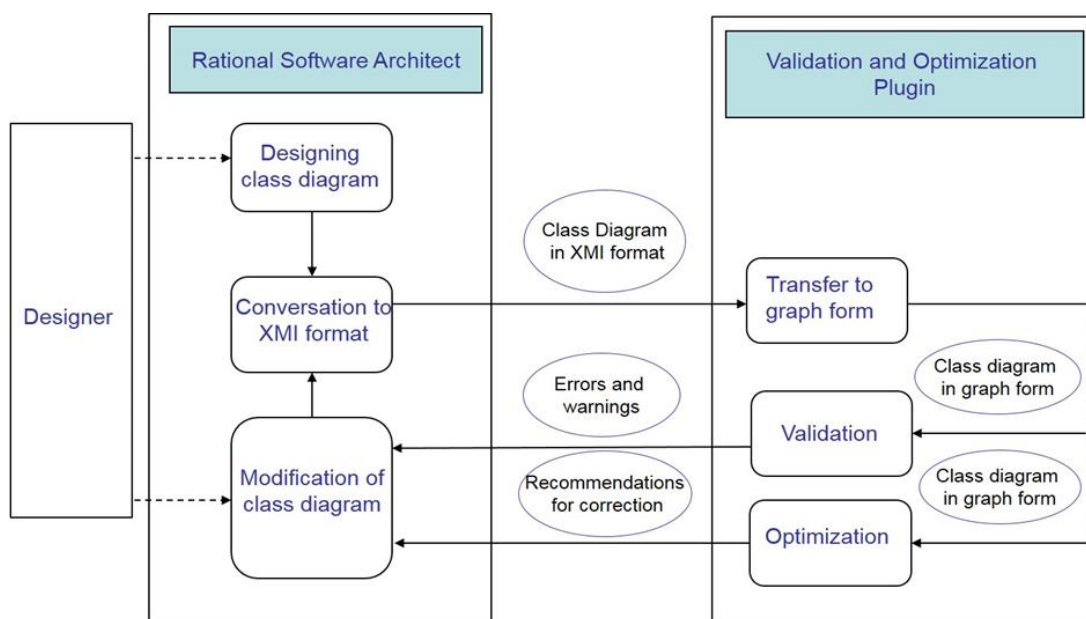 Rational Software Architect
Validation and Optimization
Plugin
Designer
Designing
class diagram
Class Diagram
in XMI format
Conversation to
XMI format
Transfer to
graph form
Errors and
warnings
Class diagram
in graph form
Validation
Modification of
class diagram
Recommendations
for correction
Class diagram
in graph form
Optimization